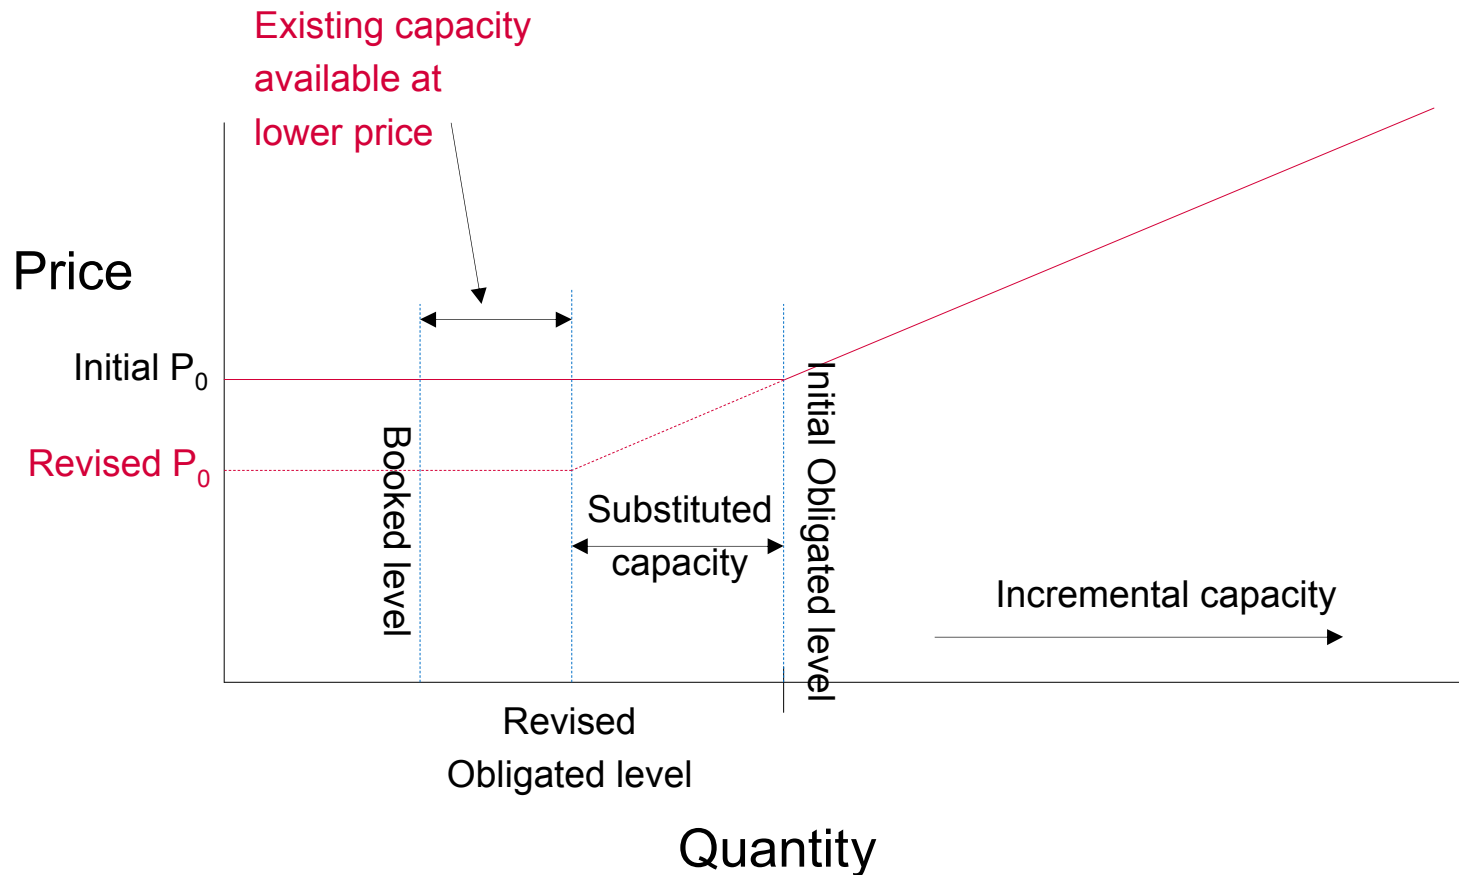 Existing capacity
available at
lower price
Price
Initial P₀
Revised P₀
Booked level
Substituted
capacity
Initial Obligated level
Incremental capacity
Revised
Obligated level
Quantity